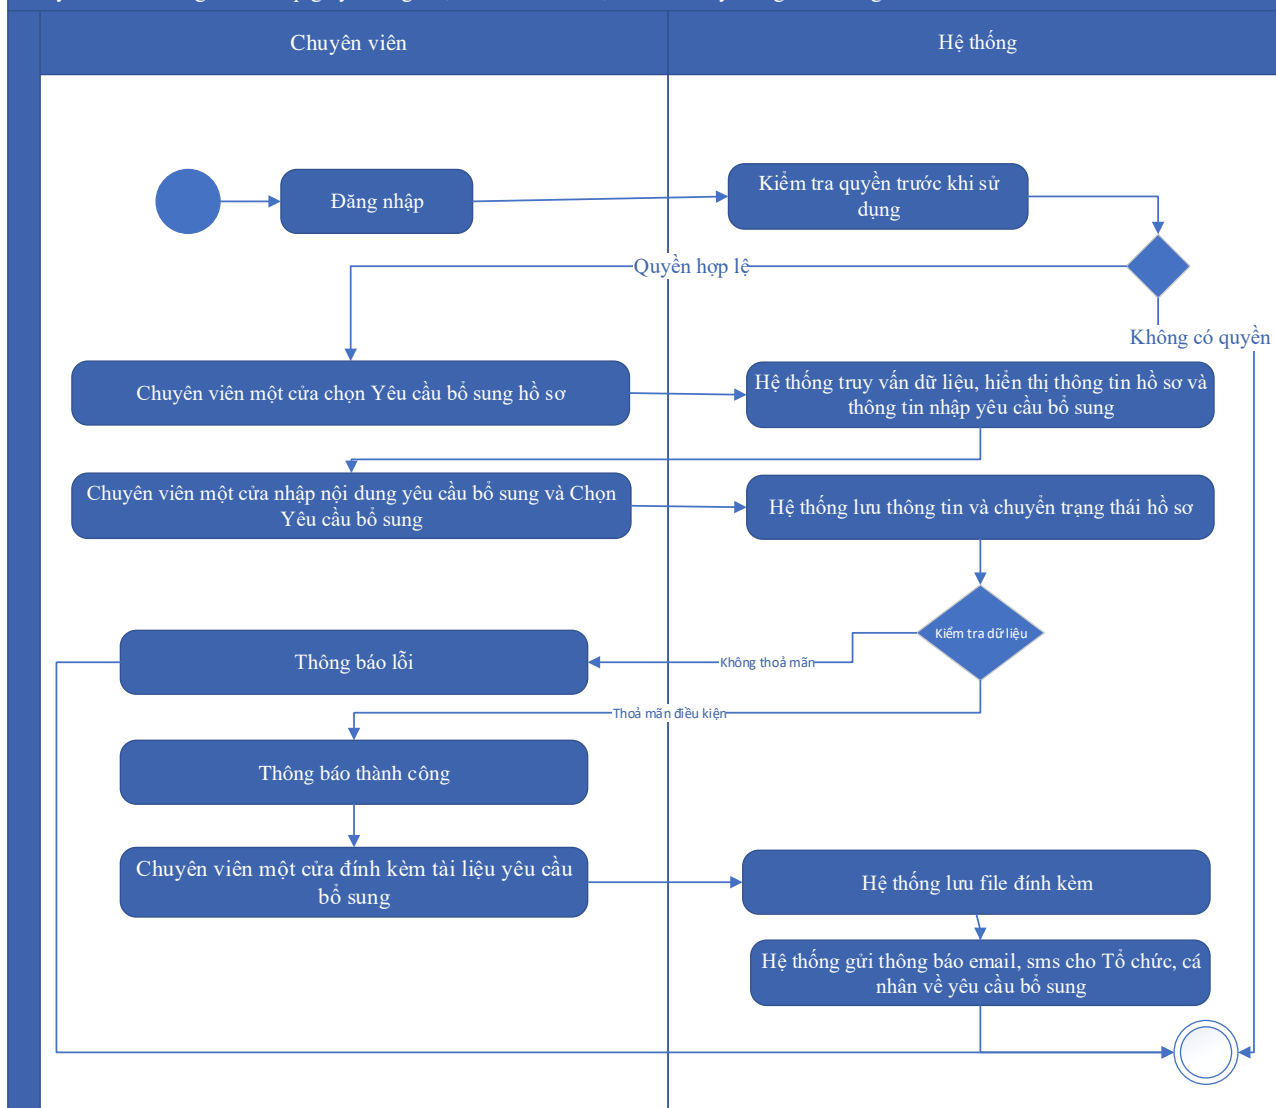 Chuyên viên
Hệ thống
Đăng nhập
Kiểm tra quyền trước khi sử
dụng
Quyền hợp lệ
Không có quyền
Chuyên viên một cửa chọn Yêu cầu bổ sung hồ sơ
Hệ thống truy vấn dữ liệu, hiển thị thông tin hồ sơ và
thông tin nhập yêu cầu bổ sung
Chuyên viên một cửa nhập nội dung yêu cầu bổ sung và Chọn
Yêu cầu bổ sung
Hệ thống lưu thông tin và chuyển trạng thái hồ sơ
Kiểm tra dữ liệu
Thông báo lỗi
Không thoả mãn
Thoả mãn điều kiện
Thông báo thành công
Chuyên viên một cửa đính kèm tài liệu yêu cầu
bổ sung
Hệ thống lưu file đính kèm
Hệ thống gửi thông báo email, sms cho Tổ chức, cá
nhân về yêu cầu bổ sung